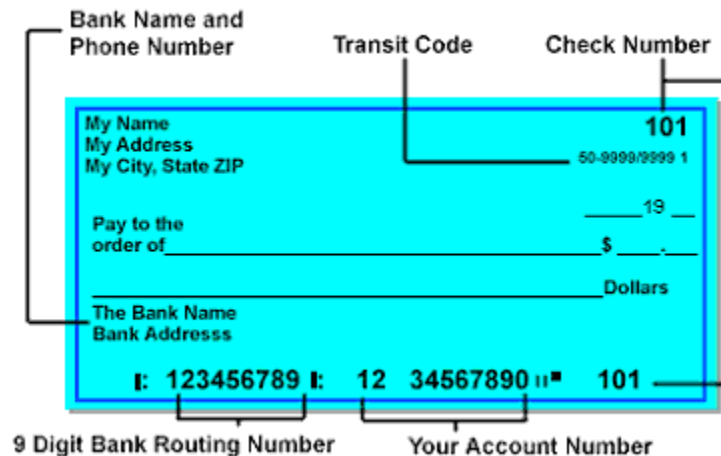 Bank Name and
Phone Number
Transit Code
Check Number
My Name
101
My Address
50-9999/9999 1
My City, State ZIP
19
Pay to the
order of $ .
Dollars
The Bank Name
Bank Addresss
⑆ 123456789 ⑆ 12 34567890 ⑈ 101
9 Digit Bank Routing Number
Your Account Number